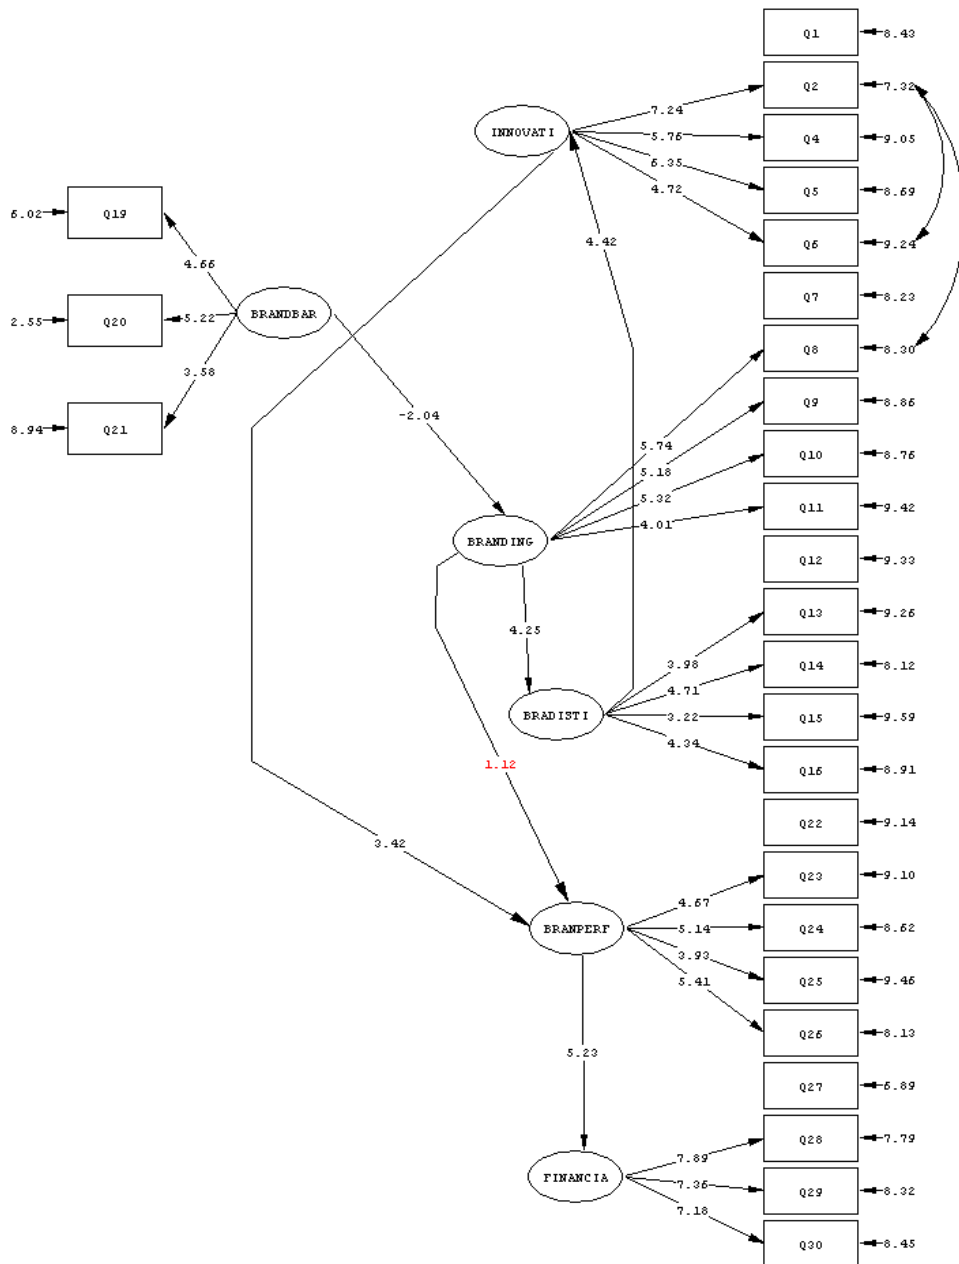 Q1 8.43
Q2 7.32
7.24
INNOVATI
5.76 Q4 9.05
6.35 Q5 8.69
4.72
6.02 Q19
4.42 Q6 9.24
4.66
Q7 8.23
BRANDBAR
2.55 Q20 5.22
Q8 8.30
3.58
Q9 8.86
-2.04
8.94 Q21
5.74
Q10 8.76
5.18
5.32
Q11 9.42
4.01
BRANDING
Q12 9.33
Q13 9.26
4.25
3.98 Q14 8.12
4.71
BRADISTI 3.22 Q15 9.59
4.34
1.12 Q16 8.91
Q22 9.14
3.42
Q23 9.10
4.67
BRANPERF 5.14 Q24 8.62
3.93
Q25 9.46
5.41
Q26 8.13
5.23
Q27 6.89
Q28 7.79
7.89
FINANCIA 7.36 Q29 8.32
7.18
Q30 8.45